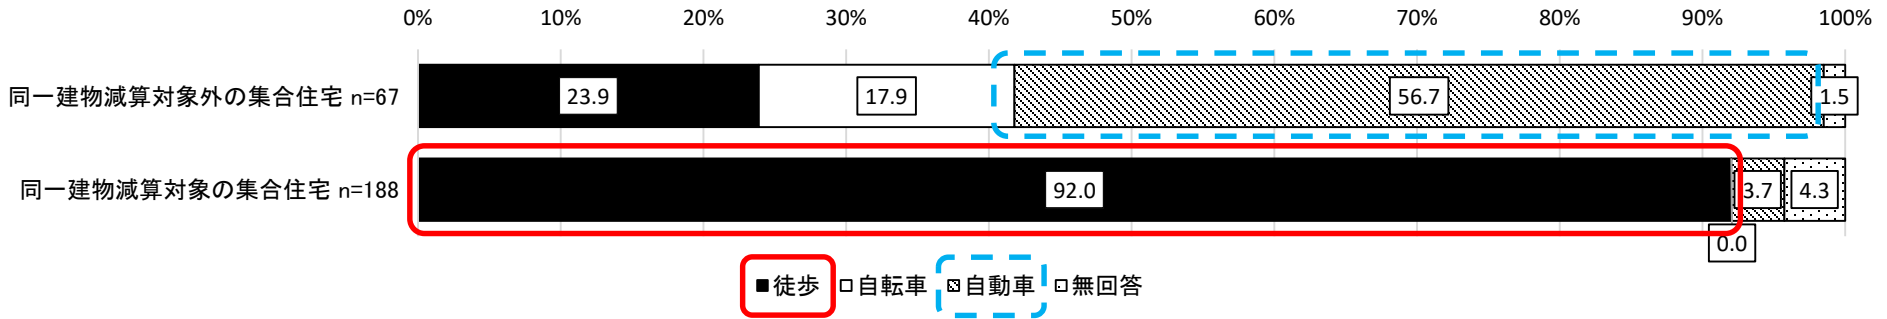 0% 10% 20% 30% 40% 50% 60% 70% 80% 90% 100%
同一建物減算対象外の集合住宅 n=67 23.9 17.9 56.7 1.5
同一建物減算対象の集合住宅 n=188 92.0 3.7 4.3
0.0
徒歩 自転車 自動車 無回答